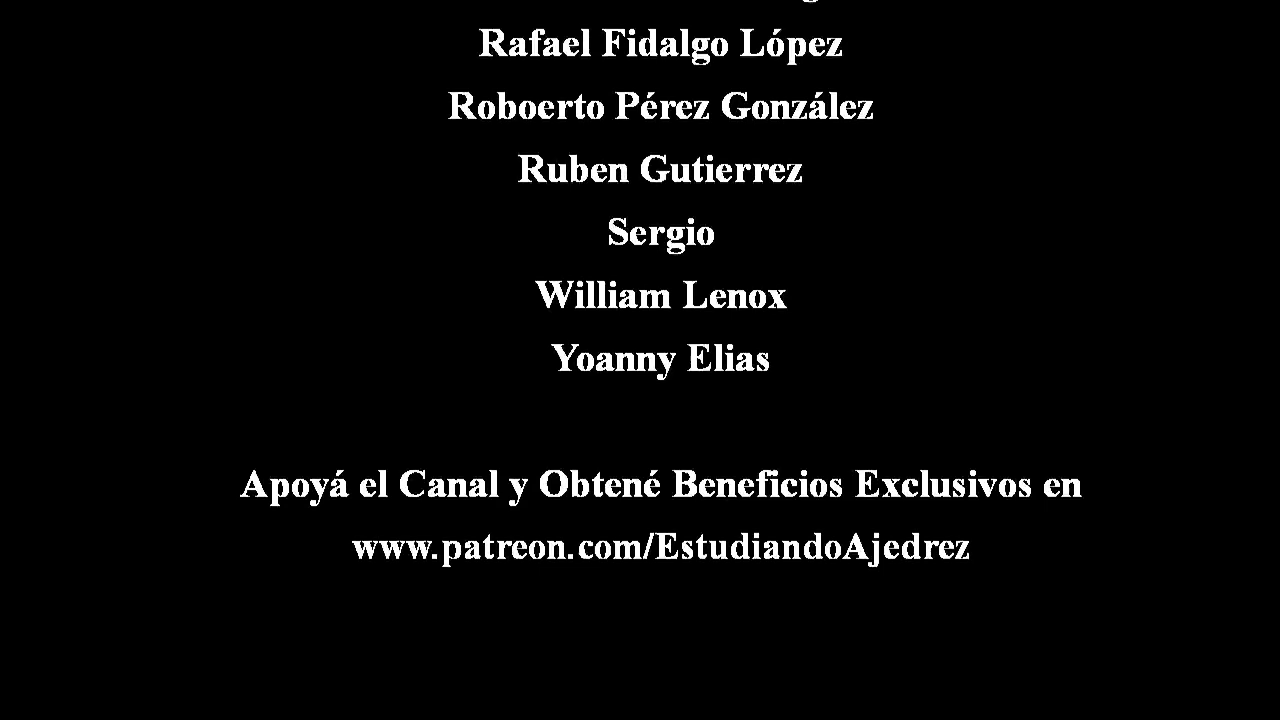 Rafael Fidalgo López
Roboerto Pérez González
Ruben Gutierrez
Sergio
William Lenox
Yoanny Elias
Apoyá el Canal y Obtené Beneficios Exclusivos en
www.patreon.com/EstudiandoAjedrez